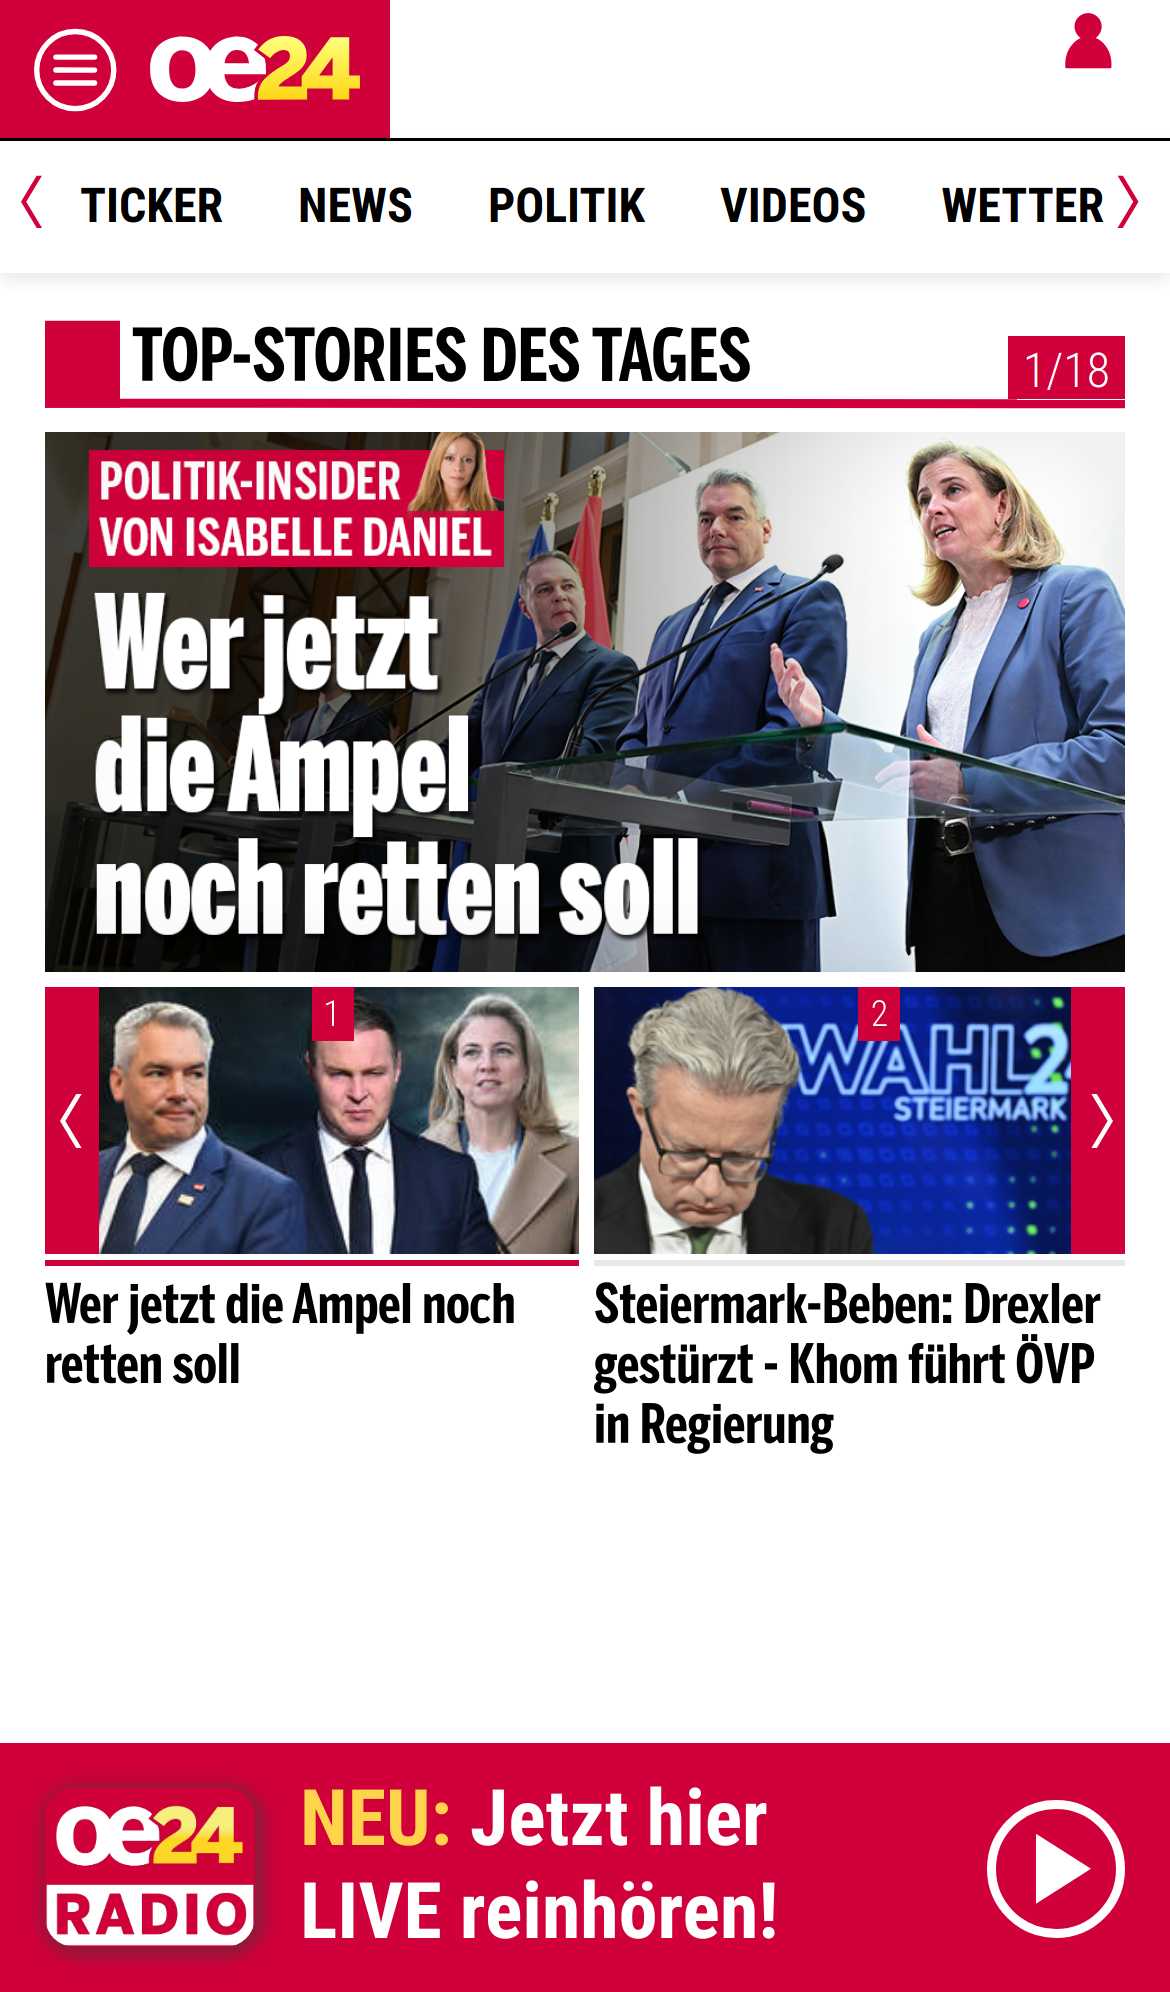 oe24
TICKER NEWS POLITIK VIDEOS WETTER
TOP-STORIES DES TAGES
1/18
POLITIK-INSIDER
VON ISABELLE DANIEL
Wer jetzt
die Ampel
noch retten soll
1
Wer jetzt die Ampel noch
retten soll
2
WAHL24
STEIERMARK
Steiermark-Beben: Drexler
gestürzt - Khom führt ÖVP
in Regierung
oe24
RADIO
NEU: Jetzt hier
LIVE reinhören!